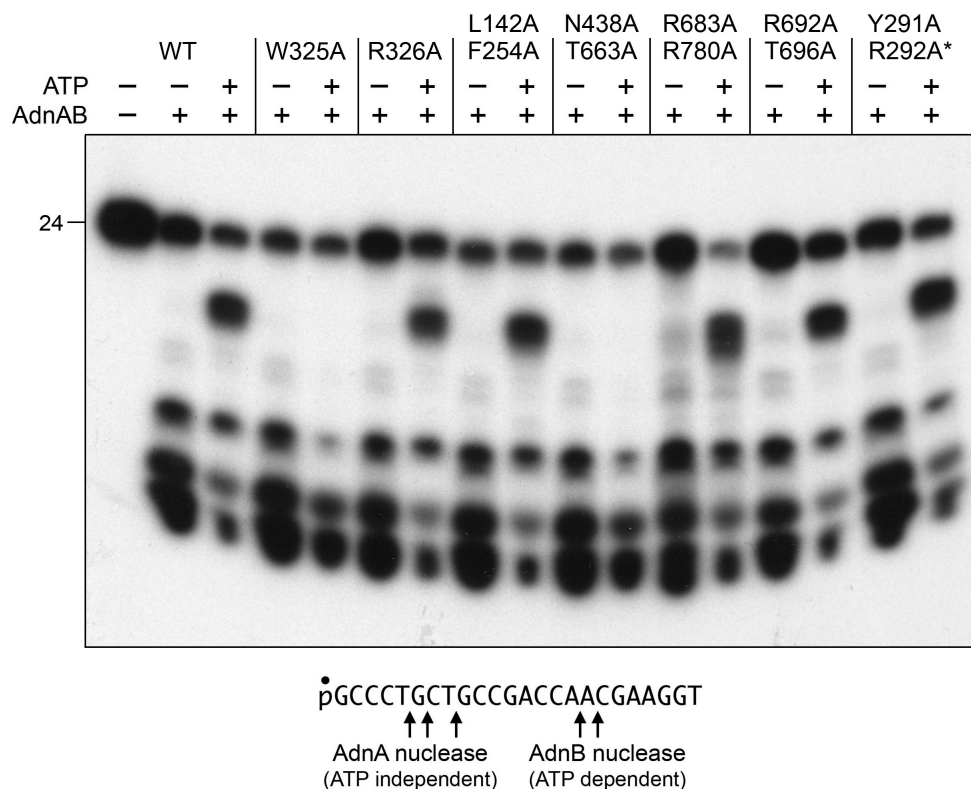 L142A N438A R683A R692A Y291A
WT W325A R326A F254A T663A R780A T696A R292A*
ATP − − + − + − + − + − + − + − + − +
AdnAB − + + + + + + + + + + + + + + + +
24
pGCCCTGCTGCCGACCAACGAAGGT
AdnA nuclease AdnB nuclease
(ATP independent) (ATP dependent)